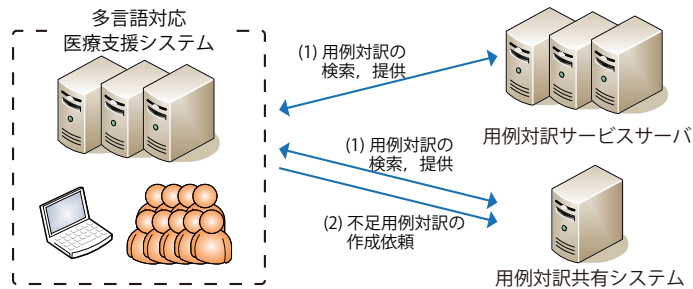 多言語対応
医療支援システム
(1) 用例対訳の
検索，提供
用例対訳サービスサーバ
(1) 用例対訳の
検索，提供
(2) 不足用例対訳の
作成依頼
用例対訳共有システム